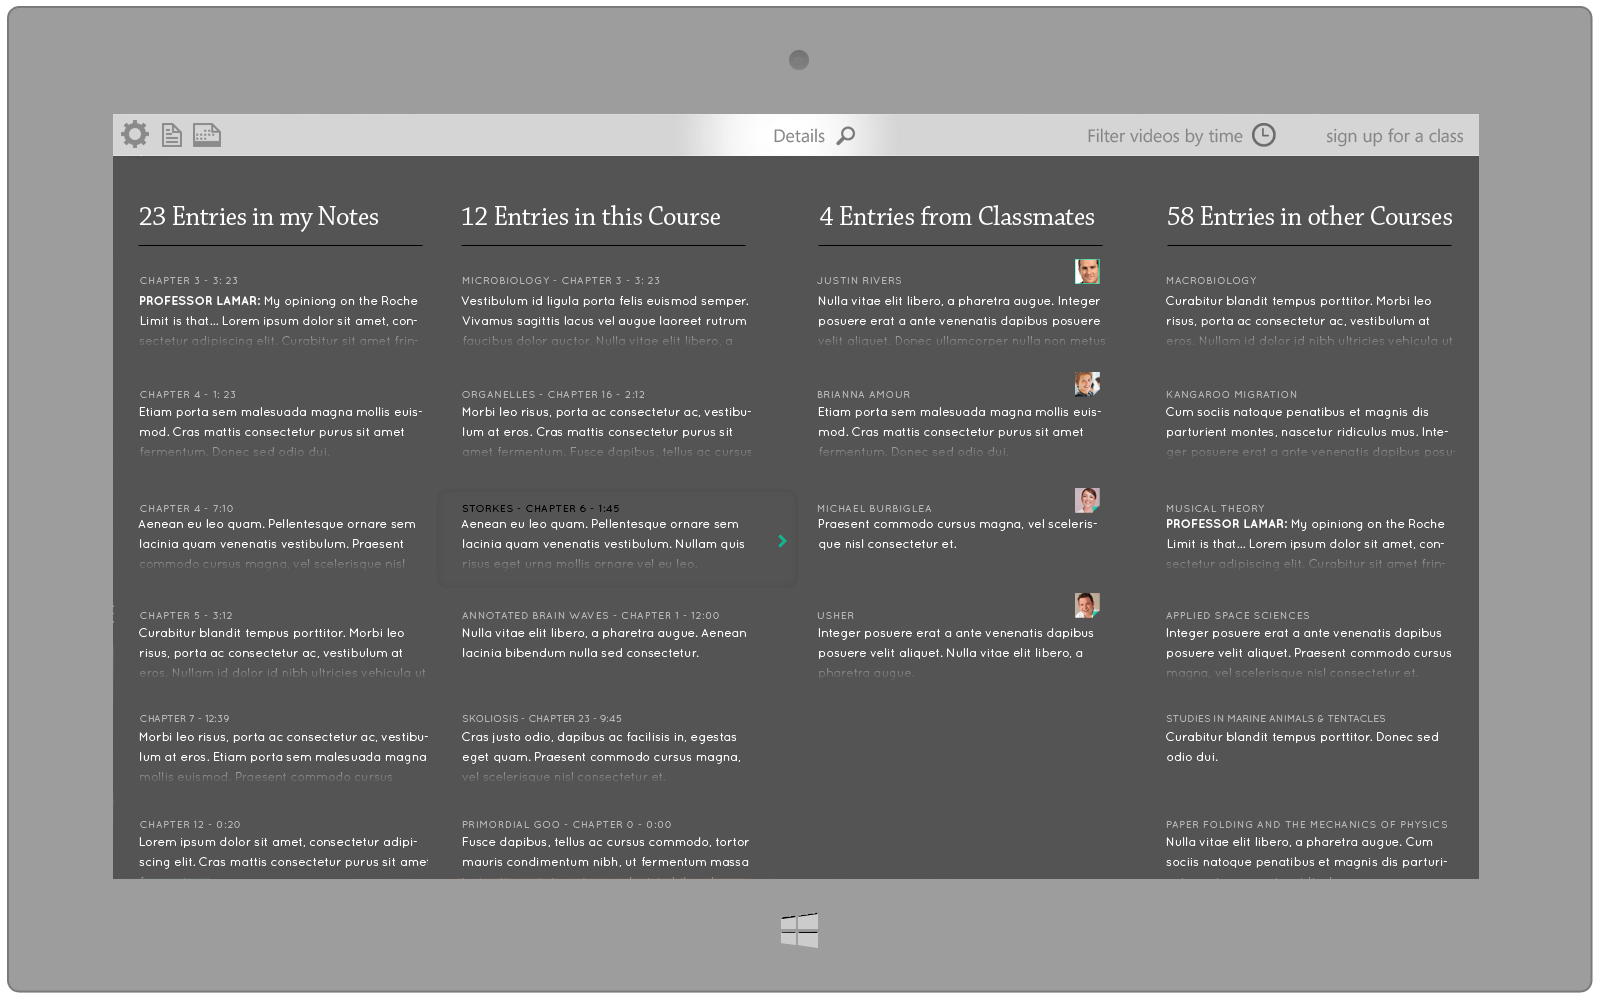 Details
Filter videos by time
sign up for a class
23 Entries in my Notes
CHAPTER 3 - 3: 23
PROFESSOR LAMAR: My opiniong on the Roche
Limit is that... Lorem ipsum dolor sit amet, con-
sectetur adipiscing elit. Curabitur sit amet frin-
CHAPTER 4 - 1: 23
Etiam porta sem malesuada magna mollis euis-
mod. Cras mattis consectetur purus sit amet
fermentum. Donec sed odio dui.
CHAPTER 4 - 7:10
Aenean eu leo quam. Pellentesque ornare sem
lacinia quam venenatis vestibulum. Praesent
commodo cursus magna, vel scelerisque nisl
CHAPTER 5 - 3:12
Curabitur blandit tempus porttitor. Morbi leo
risus, porta ac consectetur ac, vestibulum at
eros. Nullam id dolor id nibh ultricies vehicula ut
CHAPTER 7 - 12:39
Morbi leo risus, porta ac consectetur ac, vestibu-
lum at eros. Etiam porta sem malesuada magna
mollis euismod. Praesent commodo cursus
CHAPTER 12 - 0:20
Lorem ipsum dolor sit amet, consectetur adipi-
scing elit. Cras mattis consectetur purus sit amet
12 Entries in this Course
MICROBIOLOGY - CHAPTER 3 - 3: 23
Vestibulum id ligula porta felis euismod semper.
Vivamus sagittis lacus vel augue laoreet rutrum
faucibus dolor auctor. Nulla vitae elit libero, a
ORGANELLES - CHAPTER 16 - 2:12
Morbi leo risus, porta ac consectetur ac, vestibu-
lum at eros. Cras mattis consectetur purus sit
amet fermentum. Fusce dapibus, tellus ac cursus
STORKES - CHAPTER 6 - 1:45
Aenean eu leo quam. Pellentesque ornare sem
lacinia quam venenatis vestibulum. Nullam quis
risus eget urna mollis ornare vel eu leo.
ANNOTATED BRAIN WAVES - CHAPTER 1 - 12:00
Nulla vitae elit libero, a pharetra augue. Aenean
lacinia bibendum nulla sed consectetur.
SKOLIOSIS - CHAPTER 23 - 9:45
Cras justo odio, dapibus ac facilisis in, egestas
eget quam. Praesent commodo cursus magna,
vel scelerisque nisl consectetur et.
PRIMORDIAL GOO - CHAPTER 0 - 0:00
Fusce dapibus, tellus ac cursus commodo, tortor
mauris condimentum nibh, ut fermentum massa
4 Entries from Classmates
JUSTIN RIVERS
Nulla vitae elit libero, a pharetra augue. Integer
posuere erat a ante venenatis dapibus posuere
velit aliquet. Donec ullamcorper nulla non metus
BRIANNA AMOUR
Etiam porta sem malesuada magna mollis euis-
mod. Cras mattis consectetur purus sit amet
fermentum. Donec sed odio dui.
MICHAEL BURBIGLEA
Praesent commodo cursus magna, vel sceleris-
que nisl consectetur et.
USHER
Integer posuere erat a ante venenatis dapibus
posuere velit aliquet. Nulla vitae elit libero, a
pharetra augue.
58 Entries in other Courses
MACROBIOLOGY
Curabitur blandit tempus porttitor. Morbi leo
risus, porta ac consectetur ac, vestibulum at
eros. Nullam id dolor id nibh ultricies vehicula ut
KANGAROO MIGRATION
Cum sociis natoque penatibus et magnis dis
parturient montes, nascetur ridiculus mus. Inte-
ger posuere erat a ante venenatis dapibus posu-
MUSICAL THEORY
PROFESSOR LAMAR: My opiniong on the Roche
Limit is that... Lorem ipsum dolor sit amet, con-
sectetur adipiscing elit. Curabitur sit amet frin-
APPLIED SPACE SCIENCES
Integer posuere erat a ante venenatis dapibus
posuere velit aliquet. Praesent commodo cursus
magna, vel scelerisque nisl consectetur et.
STUDIES IN MARINE ANIMALS & TENTACLES
Curabitur blandit tempus porttitor. Donec sed
odio dui.
PAPER FOLDING AND THE MECHANICS OF PHYSICS
Nulla vitae elit libero, a pharetra augue. Cum
sociis natoque penatibus et magnis dis parturi-